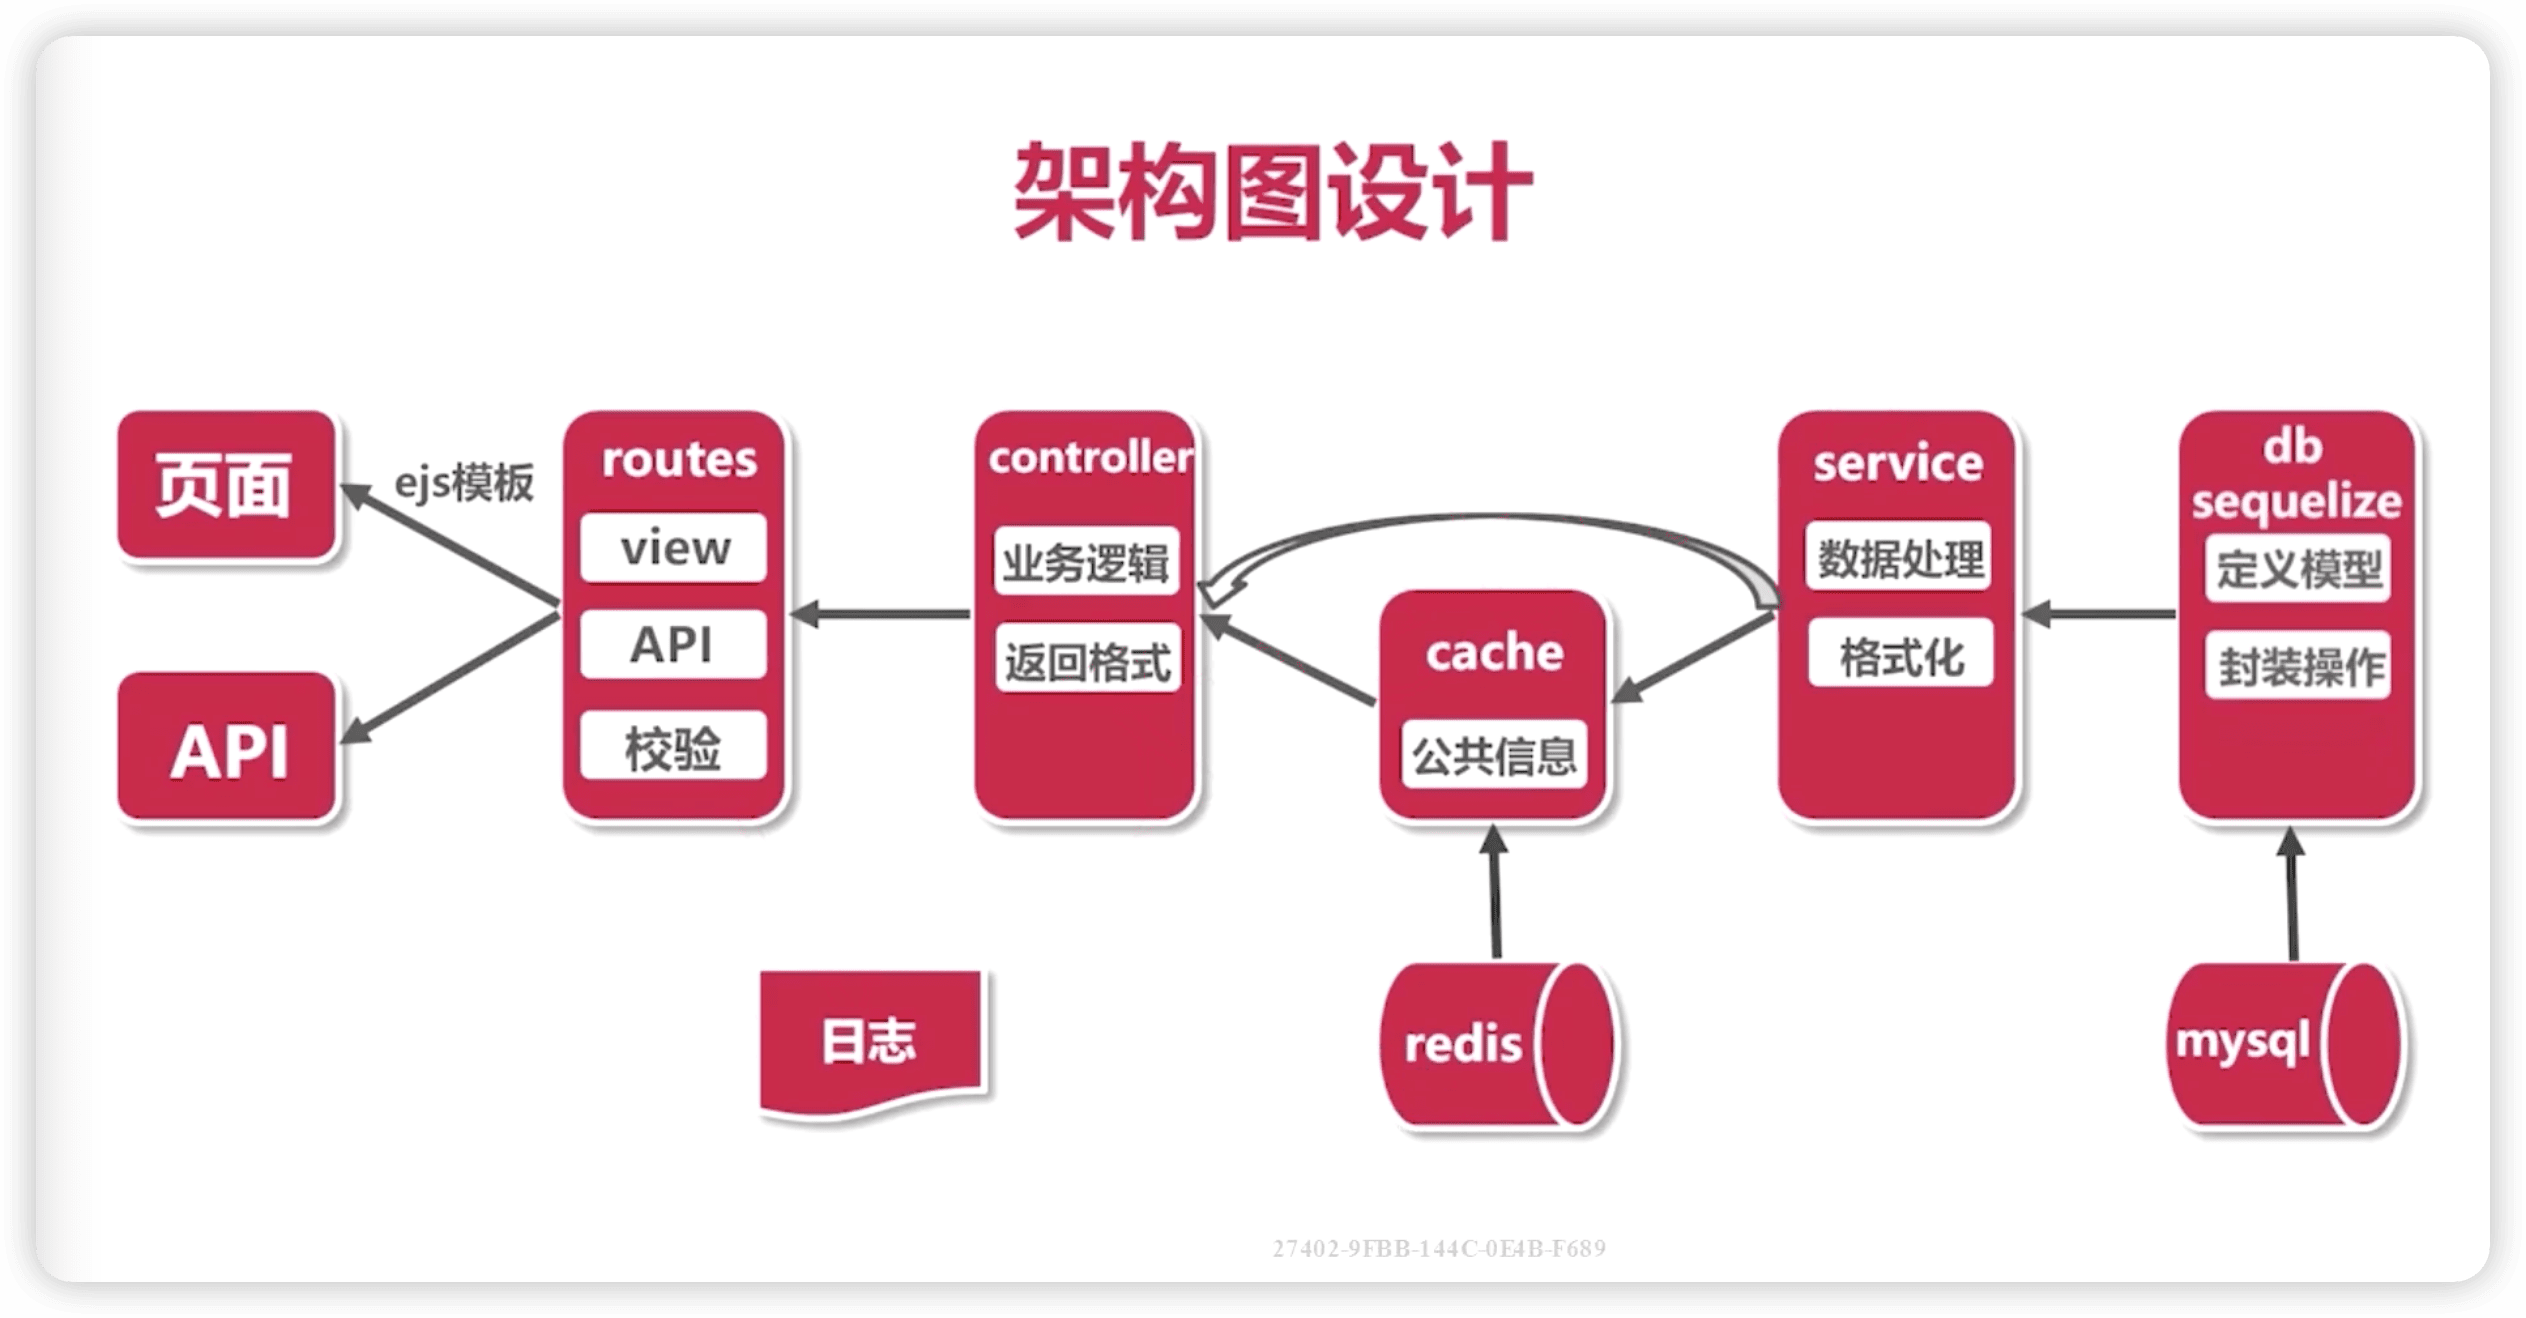 架构图设计
页面
ejs模板
API
routes
view
API
校验
controller
业务逻辑
返回格式
cache
公共信息
service
数据处理
格式化
db
sequelize
定义模型
封装操作
日志
redis
mysql
27402-9FBB-144C-0E4B-F689